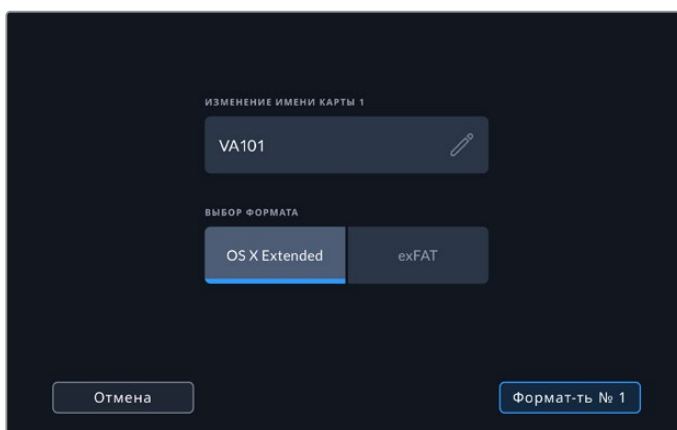 ИЗМЕНЕНИЕ ИМЕНИ КАРТЫ 1
VA101
ВЫБОР ФОРМАТА
OS X Extended exFAT
Отмена Формат-ть № 1